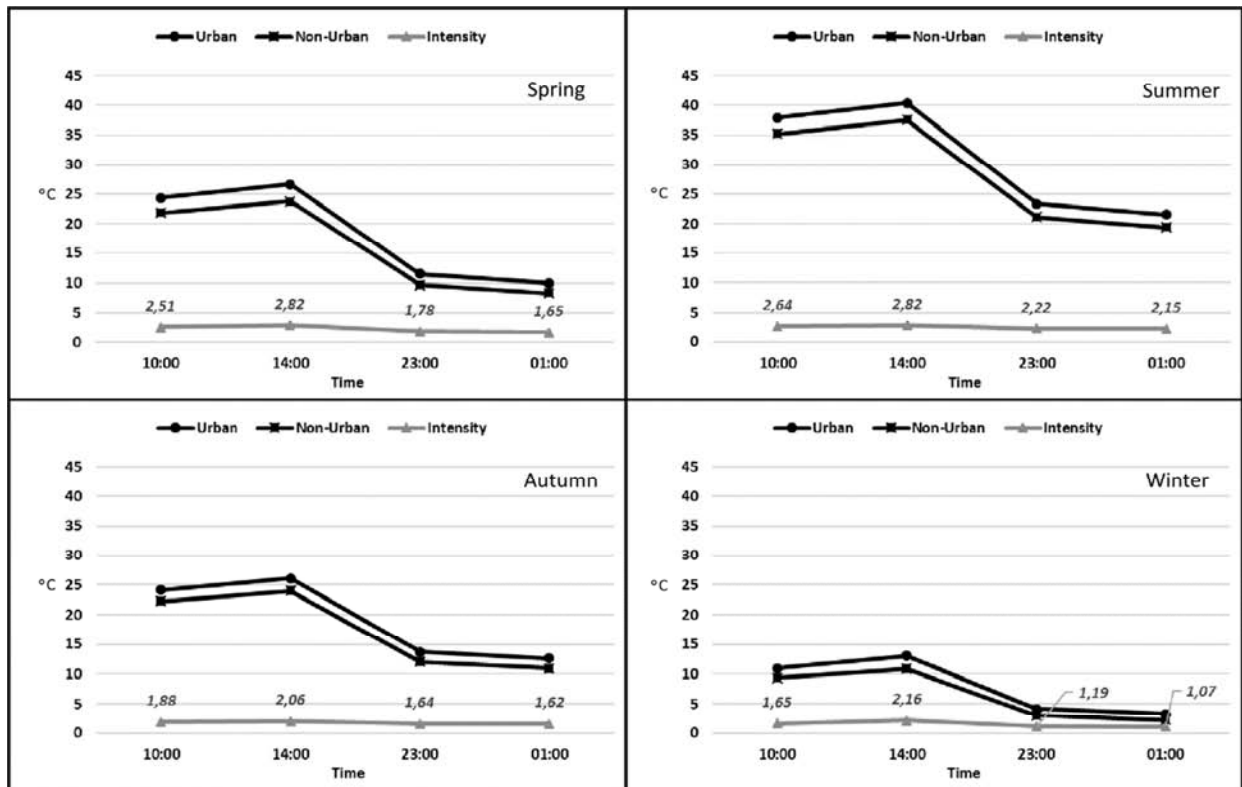 Urban Non-Urban Intensity
Spring
45
40
35
30
25
°C
20
15
10
5
0
2,51 2,82 1,78 1,65
10:00 14:00 23:00 01:00
Time
Urban Non-Urban Intensity
Summer
45
40
35
30
25
°C
20
15
10
5
0
2,64 2,82 2,22 2,15
10:00 14:00 23:00 01:00
Time
Urban Non-Urban Intensity
Autumn
45
40
35
30
25
°C
20
15
10
5
0
1,88 2,06 1,64 1,62
10:00 14:00 23:00 01:00
Time
Urban Non-Urban Intensity
Winter
45
40
35
30
25
°C
20
15
10
5
0
1,65 2,16 1,19 1,07
10:00 14:00 23:00 01:00
Time